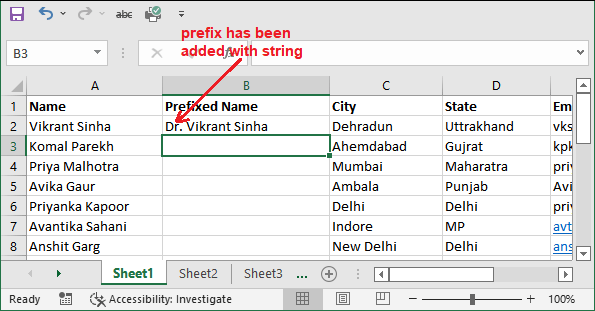 prefix has been
added with string
abc
B3
fx
A B C D
1 Name Prefixed Name City State Em
2 Vikrant Sinha Dr. Vikrant Sinha Dehradun Uttrakhand vks
3 Komal Parekh Ahemdabad Gujrat kpk
4 Priya Malhotra Mumbai Maharatra priy
5 Avika Gaur Ambala Punjab Avi
6 Priyanka Kapoor Delhi Delhi priy
7 Avantika Sahani Indore MP avt
8 Anshit Garg New Delhi Delhi ans
Sheet1 Sheet2 Sheet3 ...
Ready Accessibility: Investigate 100%